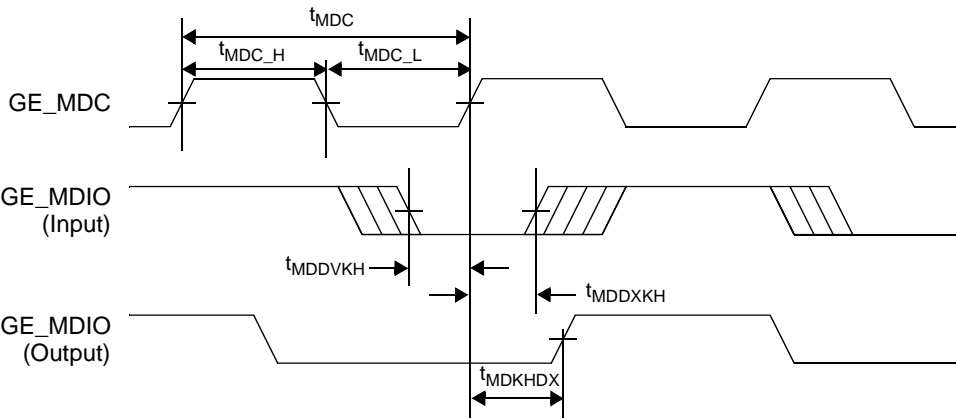 tMDC
tMDC_H tMDC_L
GE_MDC
GE_MDIO
(Input)
tMDDVKH
tMDDXKH
GE_MDIO
(Output)
tMDKHDX